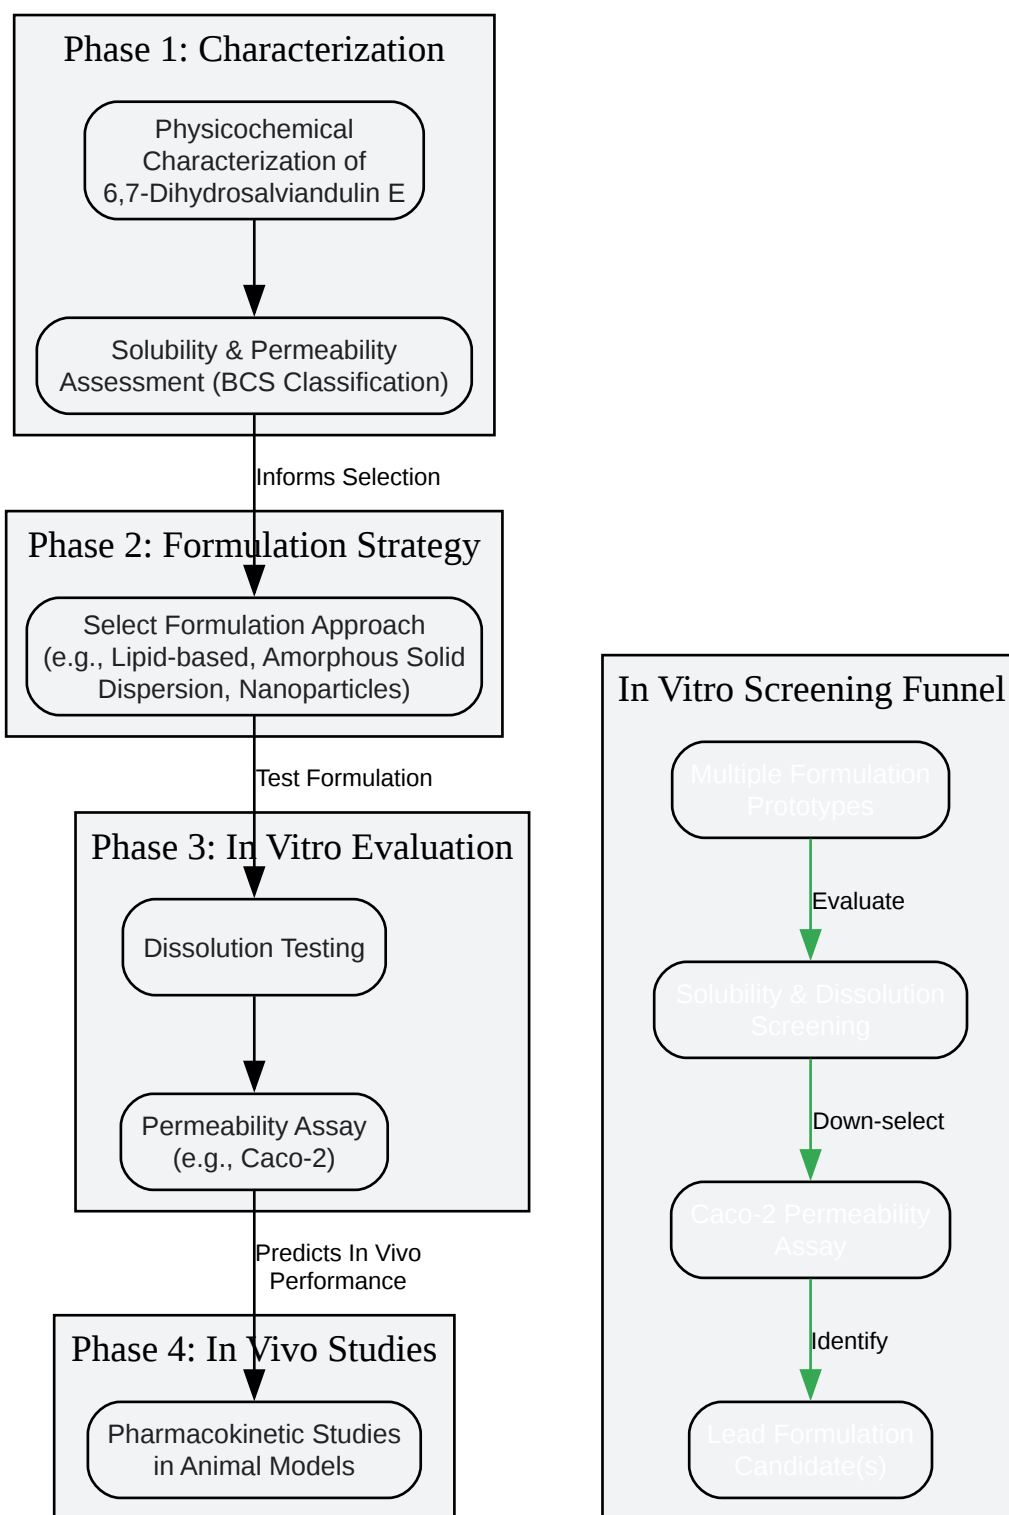 Phase 1: Characterization
Physicochemical
Characterization of
6,7-Dihydrosalviandulin E
Solubility & Permeability
Assessment (BCS Classification)
Informs Selection
Phase 2: Formulation Strategy
Select Formulation Approach
(e.g., Lipid-based, Amorphous Solid
Dispersion, Nanoparticles)
Test Formulation
Phase 3: In Vitro Evaluation
Dissolution Testing
Permeability Assay
(e.g., Caco-2)
Predicts In Vivo
Performance
Phase 4: In Vivo Studies
Pharmacokinetic Studies
in Animal Models
In Vitro Screening Funnel
Multiple Formulation
Prototypes
Evaluate
Solubility & Dissolution
Screening
Down-select
Caco-2 Permeability
Assay
Identify
Lead Formulation
Candidate(s)